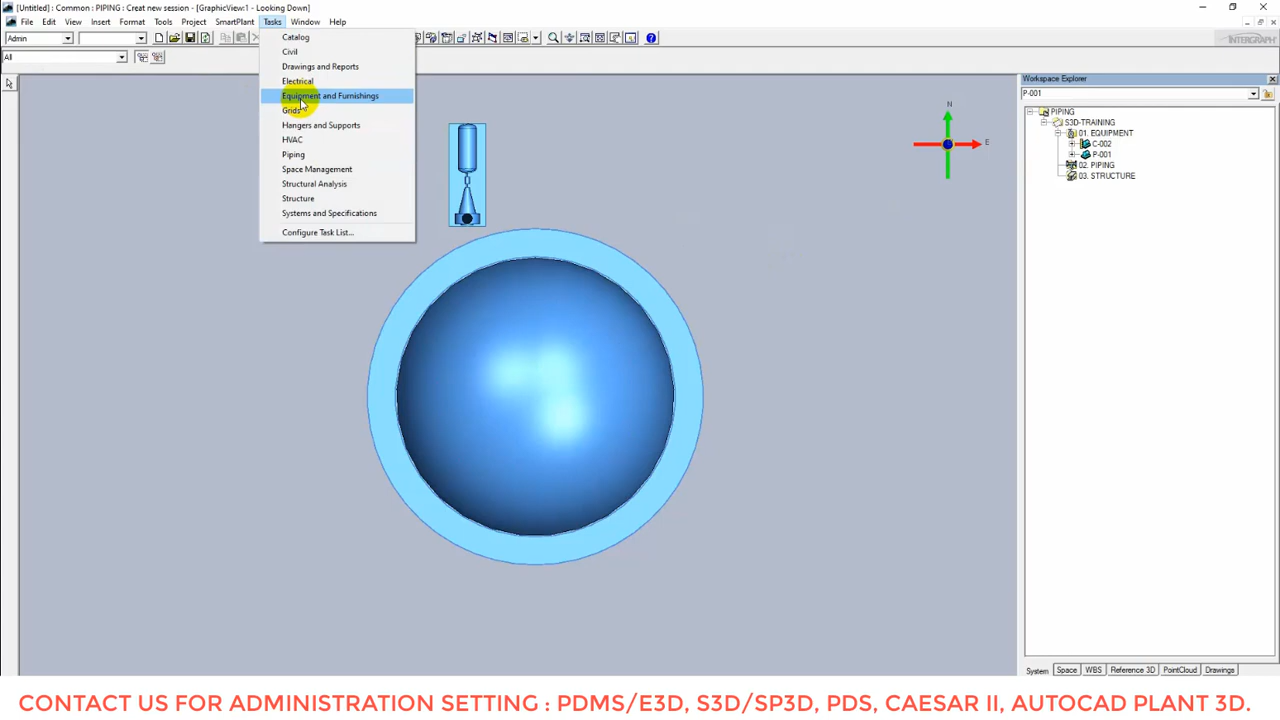 [Untitled] : Common : PIPING : Creat new session - [GraphicView:1 - Looking Down]
File Edit View Insert Format Tools Project SmartPlant Tasks Window Help
Admin
All
INTERGRAPH
Catalog
Civil
Drawings and Reports
Electrical
Equipment and Furnishings
Grids
Hangers and Supports
HVAC
Piping
Space Management
Structural Analysis
Structure
Systems and Specifications
Configure Task List...
N
E
Workspace Explorer
P-001
PIPING
S3D-TRAINING
01. EQUIPMENT
C-002
P-001
02. PIPING
03. STRUCTURE
System Space WBS Reference 3D PointCloud Drawings
CONTACT US FOR ADMINISTRATION SETTING : PDMS/E3D, S3D/SP3D, PDS, CAESAR II, AUTOCAD PLANT 3D.